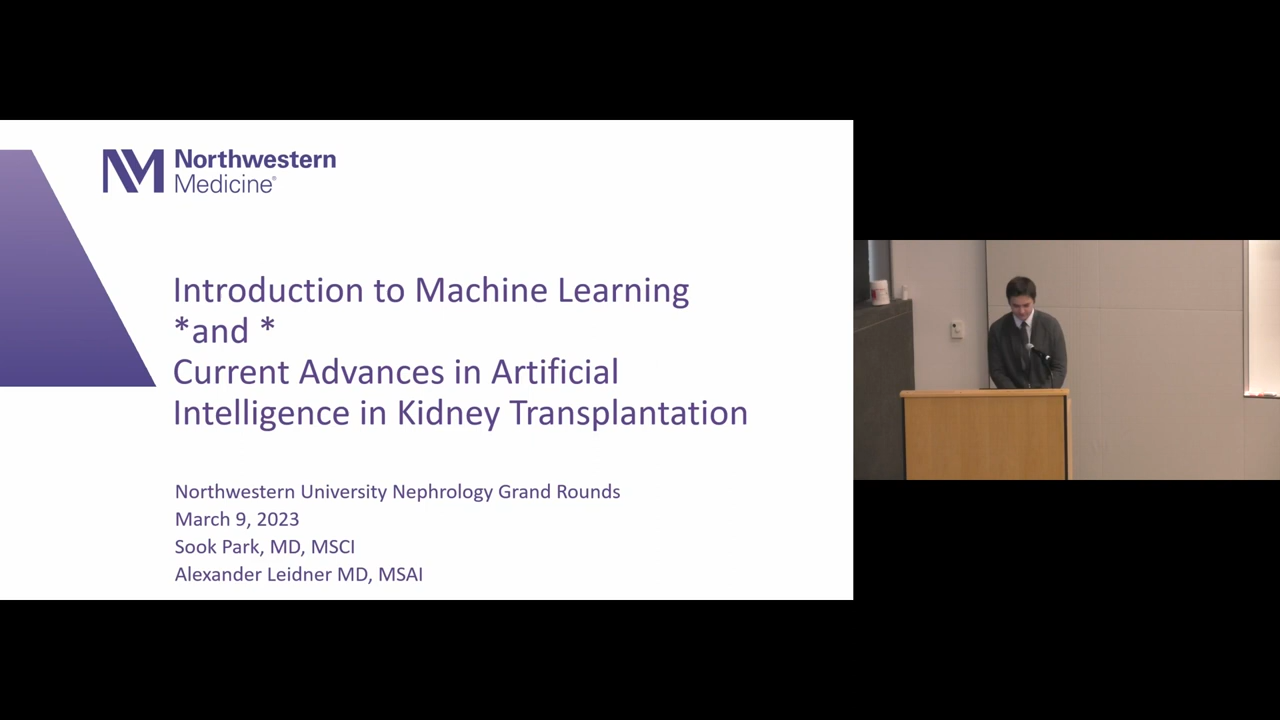 Northwestern
Medicine®
Introduction to Machine Learning
*and *
Current Advances in Artificial
Intelligence in Kidney Transplantation
Northwestern University Nephrology Grand Rounds
March 9, 2023
Sook Park, MD, MSCI
Alexander Leidner MD, MSAI